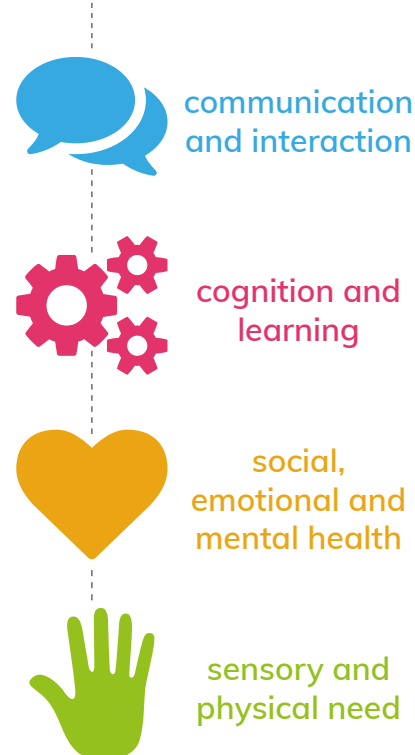 communication
and interaction
cognition and
learning
social,
emotional and
mental health
sensory and
physical need